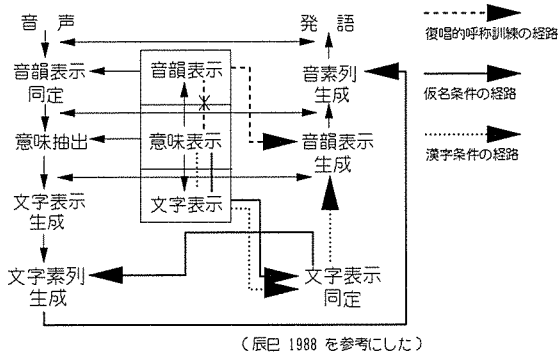 音声
発語
復唱的呼称訓練の経路
音韻表示
同定
音韻表示
音素列
生成
仮名条件の経路
意味抽出
意味表示
音韻表示
生成
漢字条件の経路
文字表示
生成
文字表示
文字素列
生成
文字表示
同定
(辰巳 1988 を参考にした)